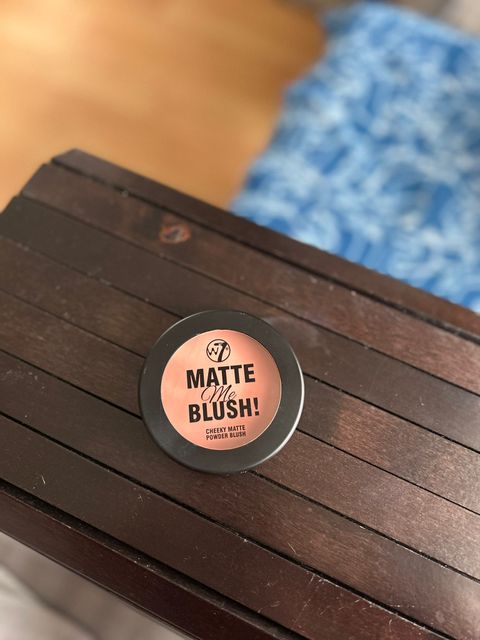 W7
MATTE
Me
BLUSH!
CHEEKY MATTE
POWDER BLUSH